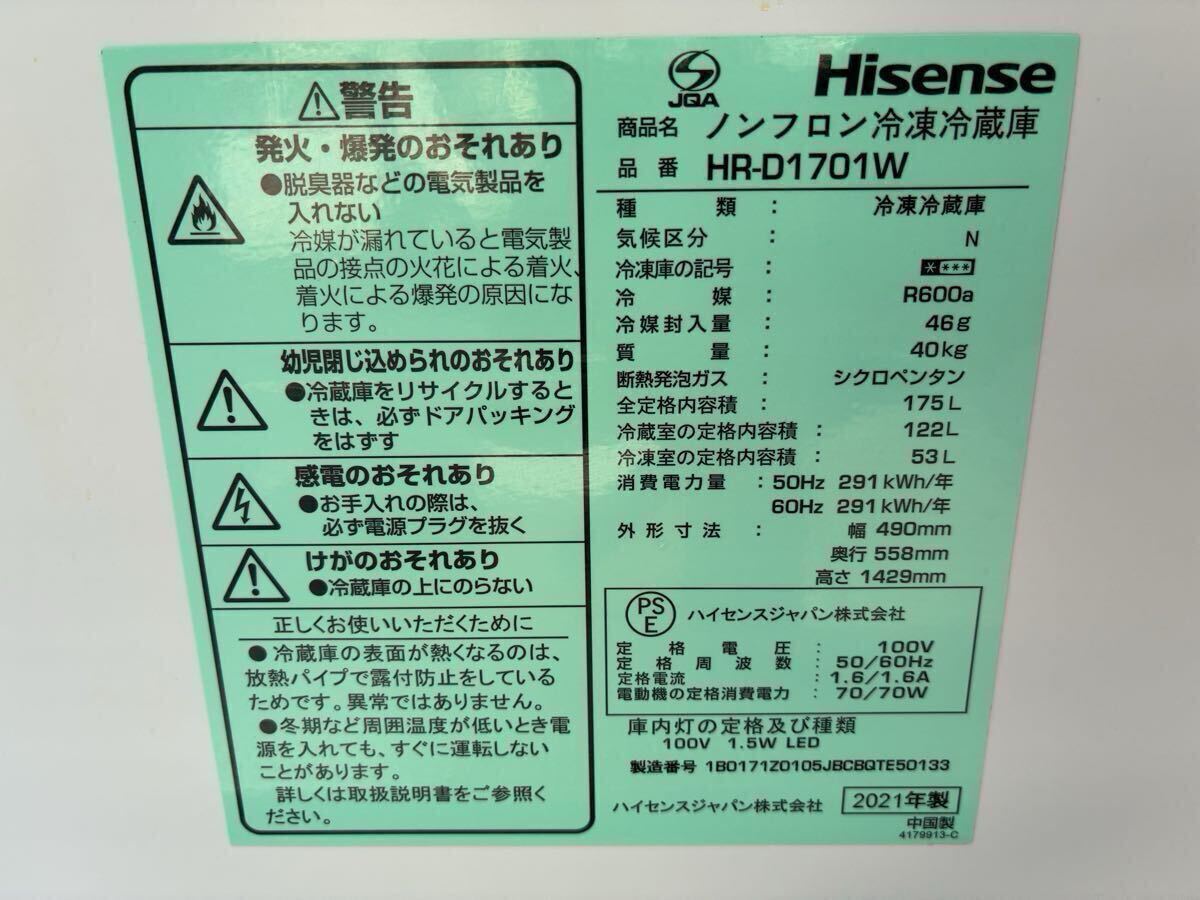 警告
発火・爆発のおそれあり
●脱臭器などの電気製品を
入れない
冷媒が漏れていると電気製
品の接点の火花による着火、
着火による爆発の原因にな
ります。
幼児閉じ込められのおそれあり
●冷蔵庫をリサイクルすると
きは、必ずドアパッキング
をはずす
感電のおそれあり
●お手入れの際は、
必ず電源プラグを抜く
けがのおそれあり
●冷蔵庫の上にのらない
正しくお使いいただくために
●冷蔵庫の表面が熱くなるのは、
放熱パイプで露付防止をしている
ためです。異常ではありません。
●冬期など周囲温度が低いとき電
源を入れても、すぐに運転しない
ことがあります。
詳しくは取扱説明書をご参照く
ださい。
JQA
Hisense
商品名 ノンフロン冷凍冷蔵庫
品番 HR-D1701W
種類: 冷凍冷蔵庫
気候区分: N
冷凍庫の記号: ****
冷媒: R600a
冷媒封入量: 46g
質量: 40kg
断熱発泡ガス: シクロペンタン
全定格内容積: 175L
冷蔵室の定格内容積: 122L
冷凍室の定格内容積: 53L
消費電力量:50Hz 291kWh/年
60Hz 291kWh/年
外形寸法: 幅 490mm
奥行 558mm
高さ 1429mm
PSE ハイセンスジャパン株式会社
定格電圧: 100V
定格周波数: 50/60Hz
定格電流: 1.6/1.6A
電動機の定格消費電力: 70/70W
庫内灯の定格及び種類
100V 1.5W LED
製造番号 1B0171Z0105JBCBQTE50133
ハイセンスジャパン株式会社 2021年製
中国製
4179913-C